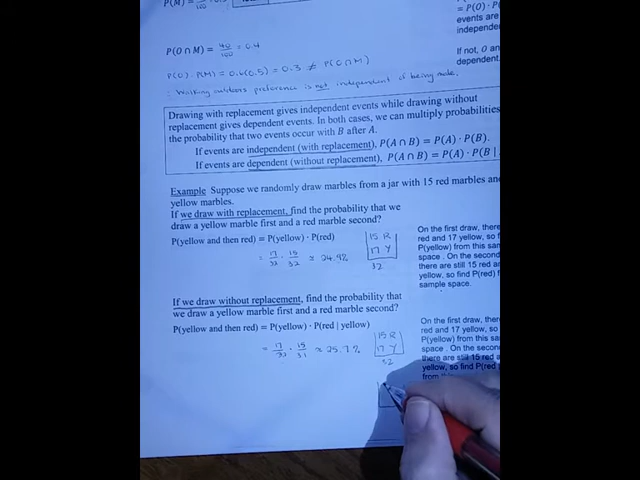 P(M)
100
events are
independe
P(O ∩ M) = 40/100 = 0.4
P(O) · P(M) = 0.6(0.5) = 0.3 ≠ P(O ∩ M)
If not, O an
dependent.
∴ Walking outdoors preference is not independent of being male.
Drawing with replacement gives independent events while drawing without
replacement gives dependent events. In both cases, we can multiply probabilities
the probability that two events occur with B after A.
If events are independent (with replacement), P(A ∩ B) = P(A) · P(B).
If events are dependent (without replacement), P(A ∩ B) = P(A) · P(B |
Example Suppose we randomly draw marbles from a jar with 15 red marbles and
yellow marbles.
If we draw with replacement, find the probability that we
draw a yellow marble first and a red marble second?
P(yellow and then red) = P(yellow) · P(red)
= 17/32 · 15/32 ≈ 24.9%
15 R
17 Y
32
On the first draw, there
red and 17 yellow, so f
P(yellow) from this sam
space . On the second
there are still 15 red an
yellow, so find P(red) f
sample space.
If we draw without replacement, find the probability that
we draw a yellow marble first and a red marble second?
P(yellow and then red) = P(yellow) · P(red | yellow)
= 17/32 · 15/31 ≈ 25.7%
15 R
17 Y
32
On the first draw, there
red and 17 yellow, so f
P(yellow) from this sam
space . On the second
there are still 15 red a
yellow, so find P(red |
from this